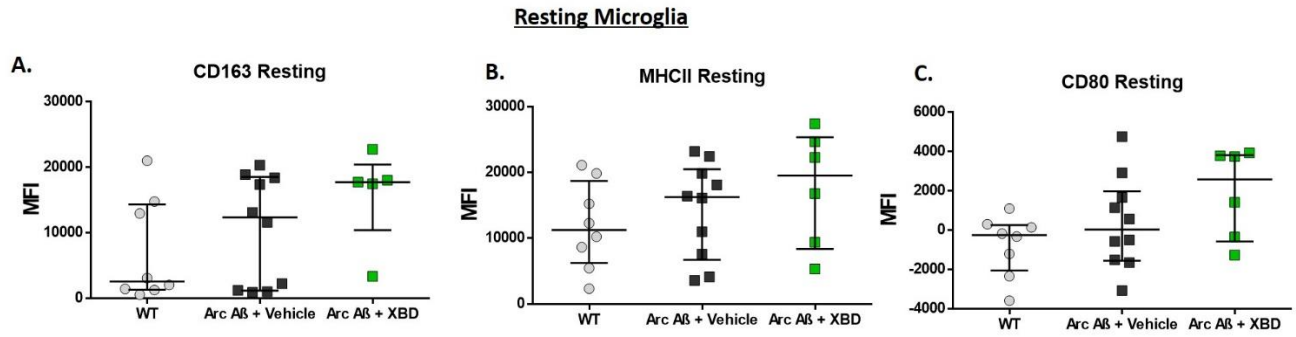 Resting Microglia
A.
CD163 Resting
MFI
30000
20000
10000
0
WT
Arc Aß + Vehicle
Arc Aß + XBD
B.
MHCII Resting
MFI
30000
20000
10000
0
WT
Arc Aß + Vehicle
Arc Aß + XBD
C.
CD80 Resting
MFI
6000
4000
2000
0
-2000
-4000
WT
Arc Aß + Vehicle
Arc Aß + XBD